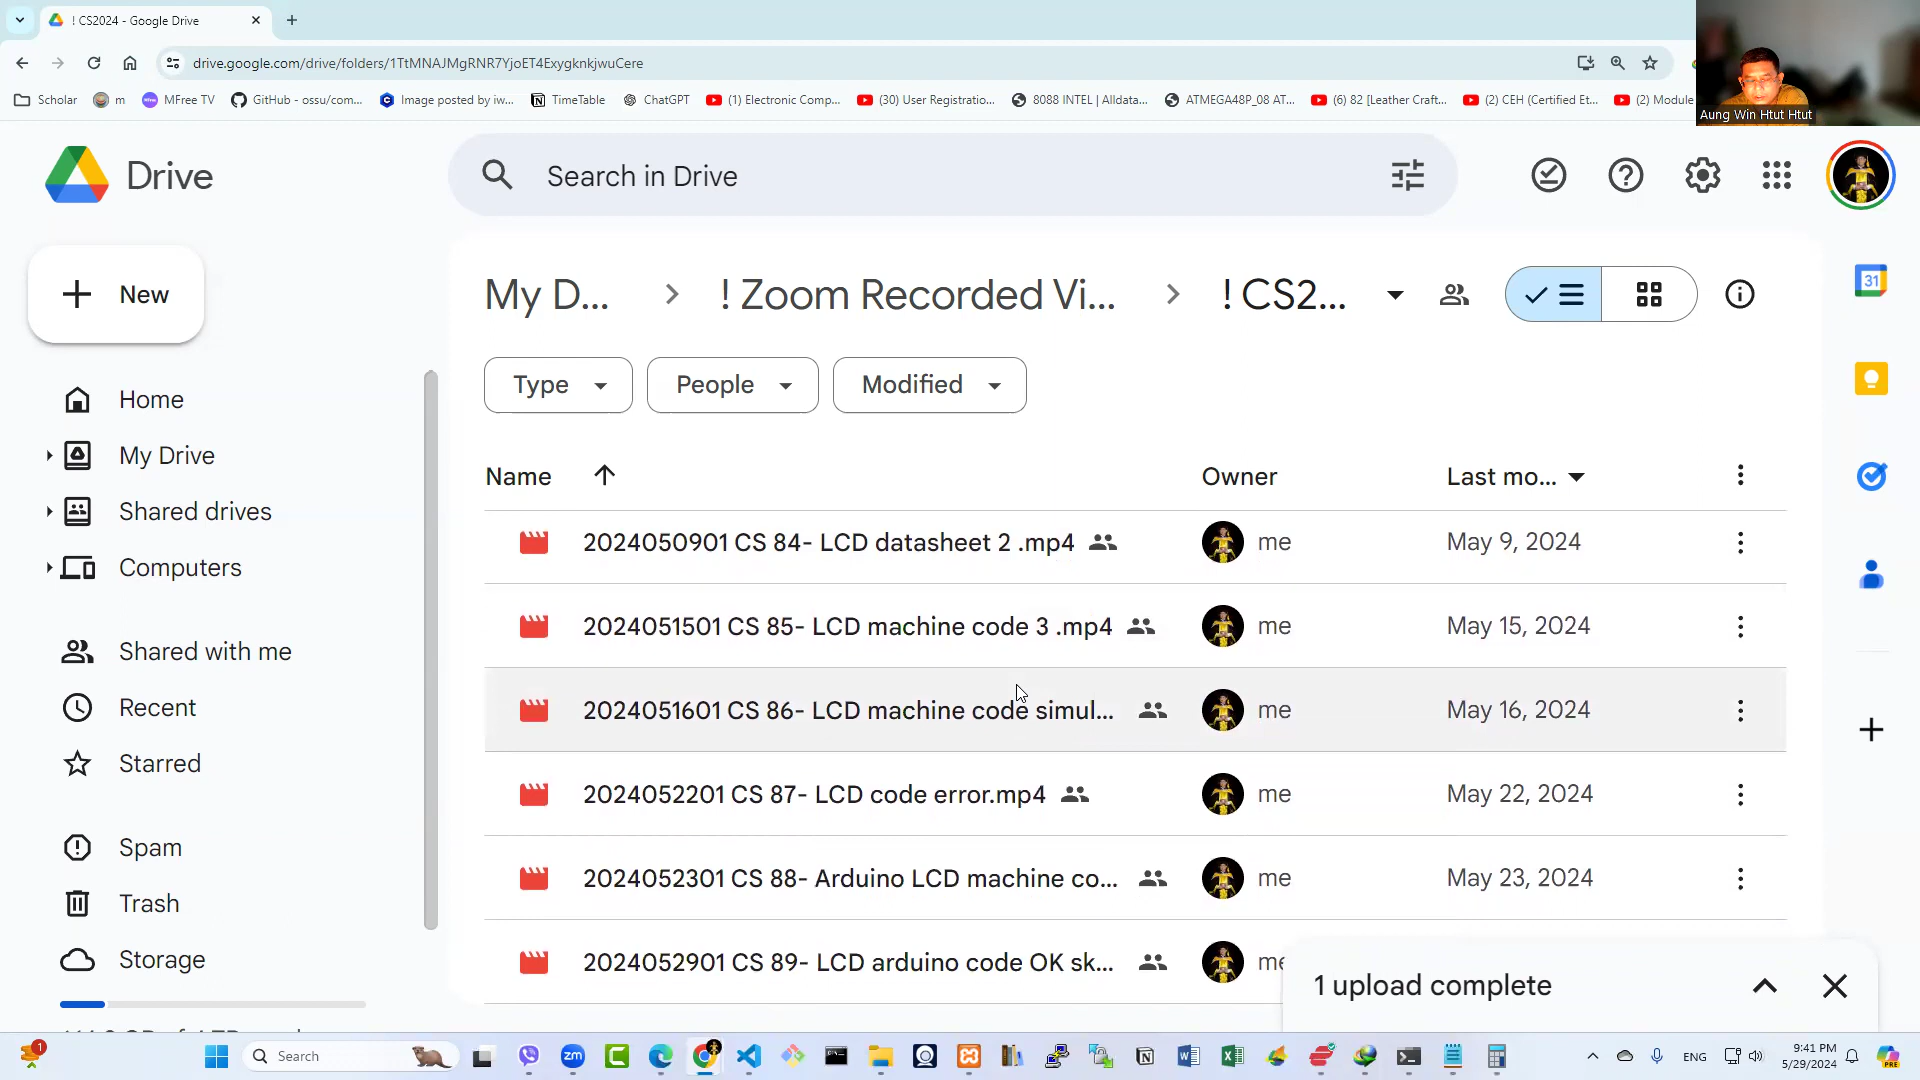 ! CS2024 - Google Drive
drive.google.com/drive/folders/1TtMNAJMgRNR7YjoET4ExygknkjwuCere
Scholar
m
MFree TV
GitHub - ossu/com...
Image posted by iw...
TimeTable
ChatGPT
(1) Electronic Comp...
(30) User Registratio...
8088 INTEL | Alldata...
ATMEGA48P_08 AT...
(6) 82 [Leather Craft...
(2) CEH (Certified Et...
(2) Module
Aung Win Htut Htut
Drive
Search in Drive
New
My D...
! Zoom Recorded Vi...
! CS2...
31
Type
People
Modified
Home
My Drive
Shared drives
Computers
Shared with me
Recent
Starred
Spam
Trash
Storage
Name
Owner
Last mo...
2024050901 CS 84- LCD datasheet 2 .mp4
me
May 9, 2024
2024051501 CS 85- LCD machine code 3 .mp4
me
May 15, 2024
2024051601 CS 86- LCD machine code simul...
me
May 16, 2024
2024052201 CS 87- LCD code error.mp4
me
May 22, 2024
2024052301 CS 88- Arduino LCD machine co...
me
May 23, 2024
2024052901 CS 89- LCD arduino code OK sk...
me
1 upload complete
1
Search
zm
ENG
9:41 PM
5/29/2024
PRE